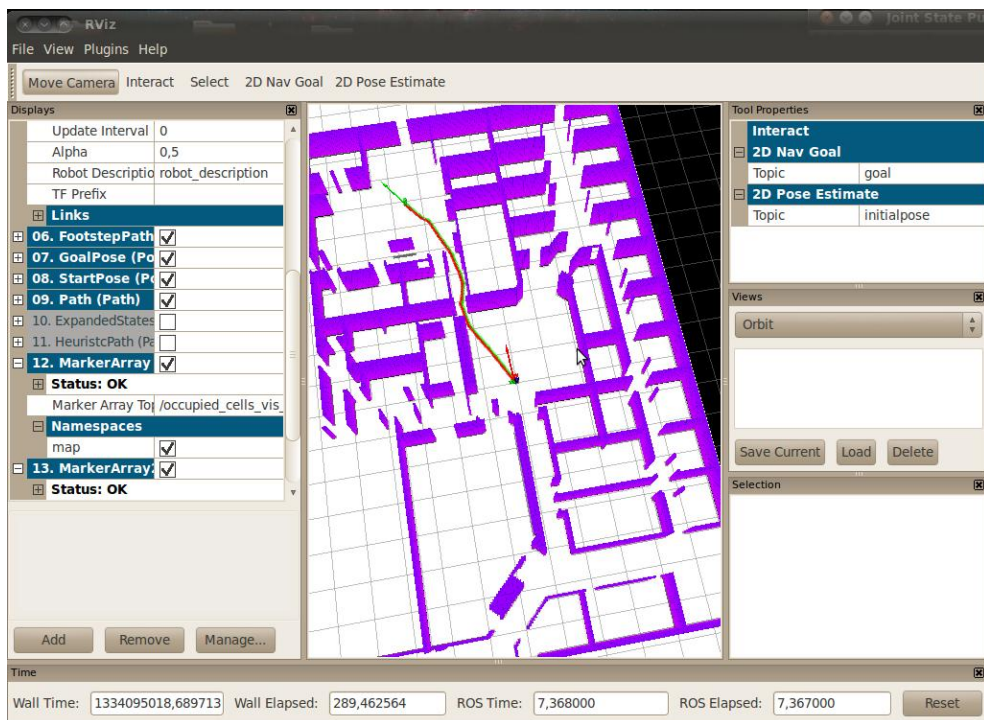 RViz
Joint State Pu
File View Plugins Help
Move Camera Interact Select 2D Nav Goal 2D Pose Estimate
Displays
Update Interval 0
Alpha 0,5
Robot Descriptio robot_description
TF Prefix
Links
06. FootstepPath
07. GoalPose (Po
08. StartPose (Po
09. Path (Path)
10. ExpandedStates
11. HeuristcPath (Pa
12. MarkerArray
Status: OK
Marker Array Top /occupied_cells_vis_
Namespaces
map
13. MarkerArray2
Status: OK
Add Remove Manage...
Tool Properties
Interact
2D Nav Goal
Topic goal
2D Pose Estimate
Topic initialpose
Views
Orbit
Save Current Load Delete
Selection
Time
Wall Time: 1334095018,689713 Wall Elapsed: 289,462564 ROS Time: 7,368000 ROS Elapsed: 7,367000 Reset